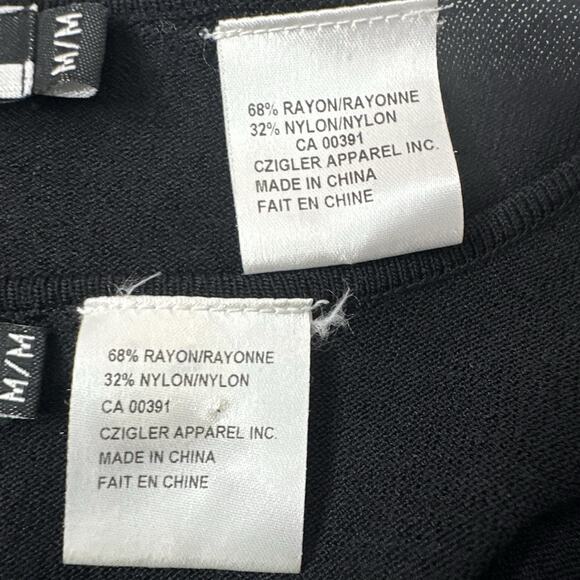 M/M
68% RAYON/RAYONNE
32% NYLON/NYLON
CA 00391
CZIGLER APPAREL INC.
MADE IN CHINA
FAIT EN CHINE
M/M
68% RAYON/RAYONNE
32% NYLON/NYLON
CA 00391
CZIGLER APPAREL INC.
MADE IN CHINA
FAIT EN CHINE